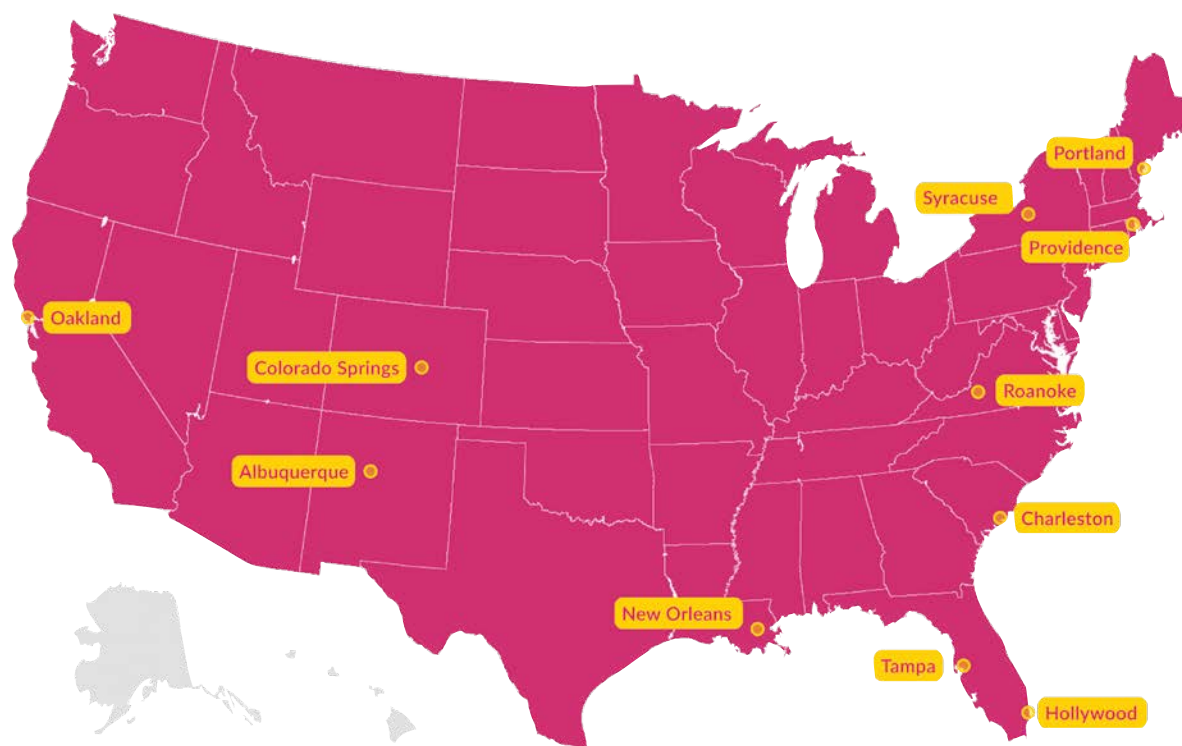 Portland
Syracuse
Providence
Oakland
Colorado Springs
Roanoke
Albuquerque
Charleston
New Orleans
Tampa
Hollywood